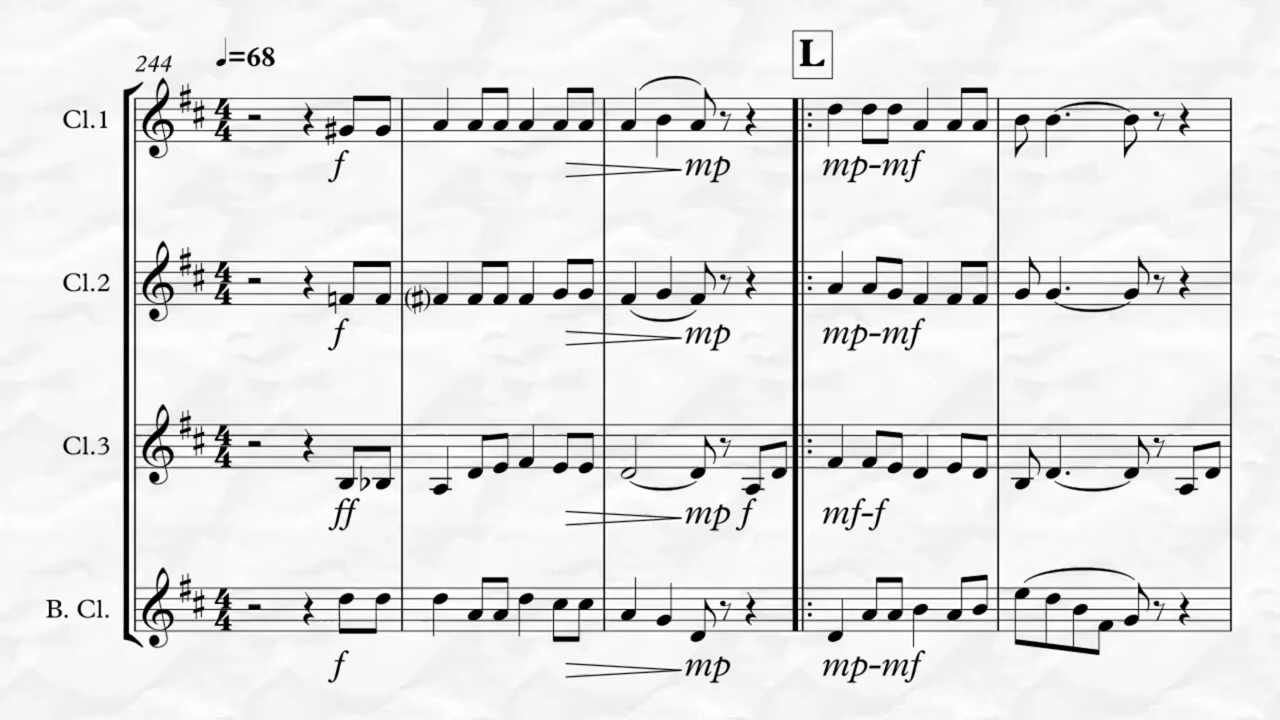 244 ♩=68 L
Cl.1
f mp mp-mf
Cl.2
f mp mp-mf
Cl.3
ff mp f mf-f
B. Cl.
f mp mp-mf